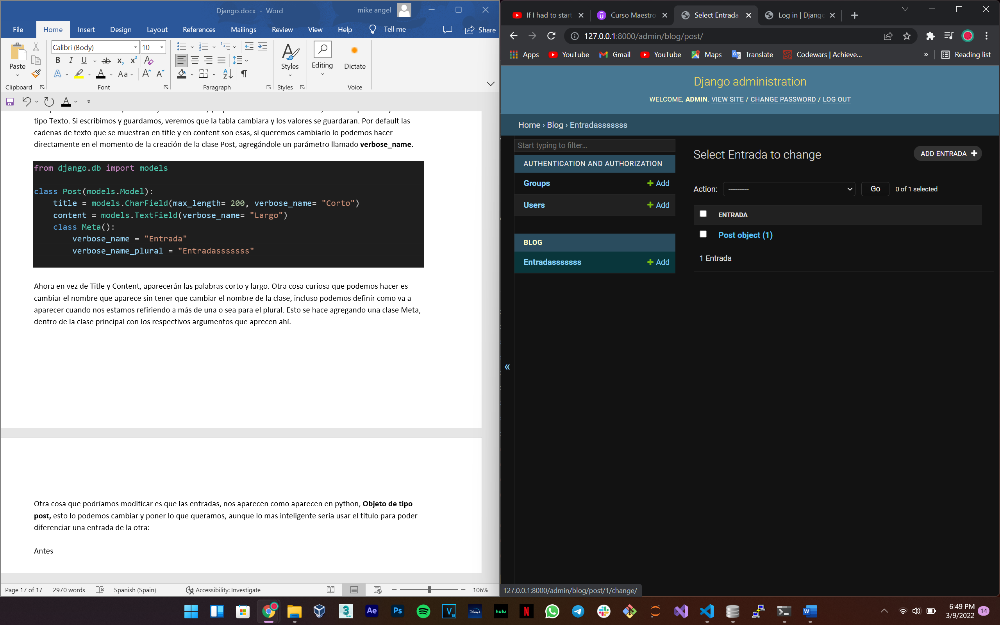 Django.docx - Word
mike angel
File Home Insert Design Layout References Mailings Review View Help Tell me Share
Calibri (Body) 10
Paste Styles Editing Dictate
Clipboard Font Paragraph Styles Voice
tipo Texto. Si escribimos y guardamos, veremos que la tabla cambiara y los valores se guardaran. Por default las
cadenas de texto que se muestran en title y en content son esas, si queremos cambiarlo lo podemos hacer
directamente en el momento de la creación de la clase Post, agregándole un parámetro llamado verbose_name.
from django.db import models
class Post(models.Model):
title = models.CharField(max_length= 200, verbose_name= "Corto")
content = models.TextField(verbose_name= "Largo")
class Meta():
verbose_name = "Entrada"
verbose_name_plural = "Entradasssssss"
Ahora en vez de Title y Content, aparecerán las palabras corto y largo. Otra cosa curiosa que podemos hacer es
cambiar el nombre que aparece sin tener que cambiar el nombre de la clase, incluso podemos definir como va a
aparecer cuando nos estamos refiriendo a más de una o sea para el plural. Esto se hace agregando una clase Meta,
dentro de la clase principal con los respectivos argumentos que aprecen ahí.
Otra cosa que podríamos modificar es que las entradas, nos aparecen como aparecen en python, Objeto de tipo
post, esto lo podemos cambiar y poner lo que queramos, aunque lo mas inteligente seria usar el titulo para poder
diferenciar una entrada de la otra:
Antes
Page 17 of 17 2970 words Spanish (Spain) Accessibility: Investigate 106%
If I had to start Curso Maestro Select Entrada Log in | Django
127.0.0.1:8000/admin/blog/post/
Apps YouTube Gmail YouTube Maps Translate Codewars | Achieve... » Reading list
Django administration
WELCOME, ADMIN. VIEW SITE / CHANGE PASSWORD / LOG OUT
Home › Blog › Entradasssssss
Start typing to filter...
AUTHENTICATION AND AUTHORIZATION
Groups + Add
Users + Add
BLOG
Entradasssssss + Add
«
Select Entrada to change
ADD ENTRADA +
Action: --------- Go 0 of 1 selected
ENTRADA
Post object (1)
1 Entrada
127.0.0.1:8000/admin/blog/post/1/change/
3 Ae Ps V 18 Disney+ hulu N W
6:49 PM
3/9/2022
14